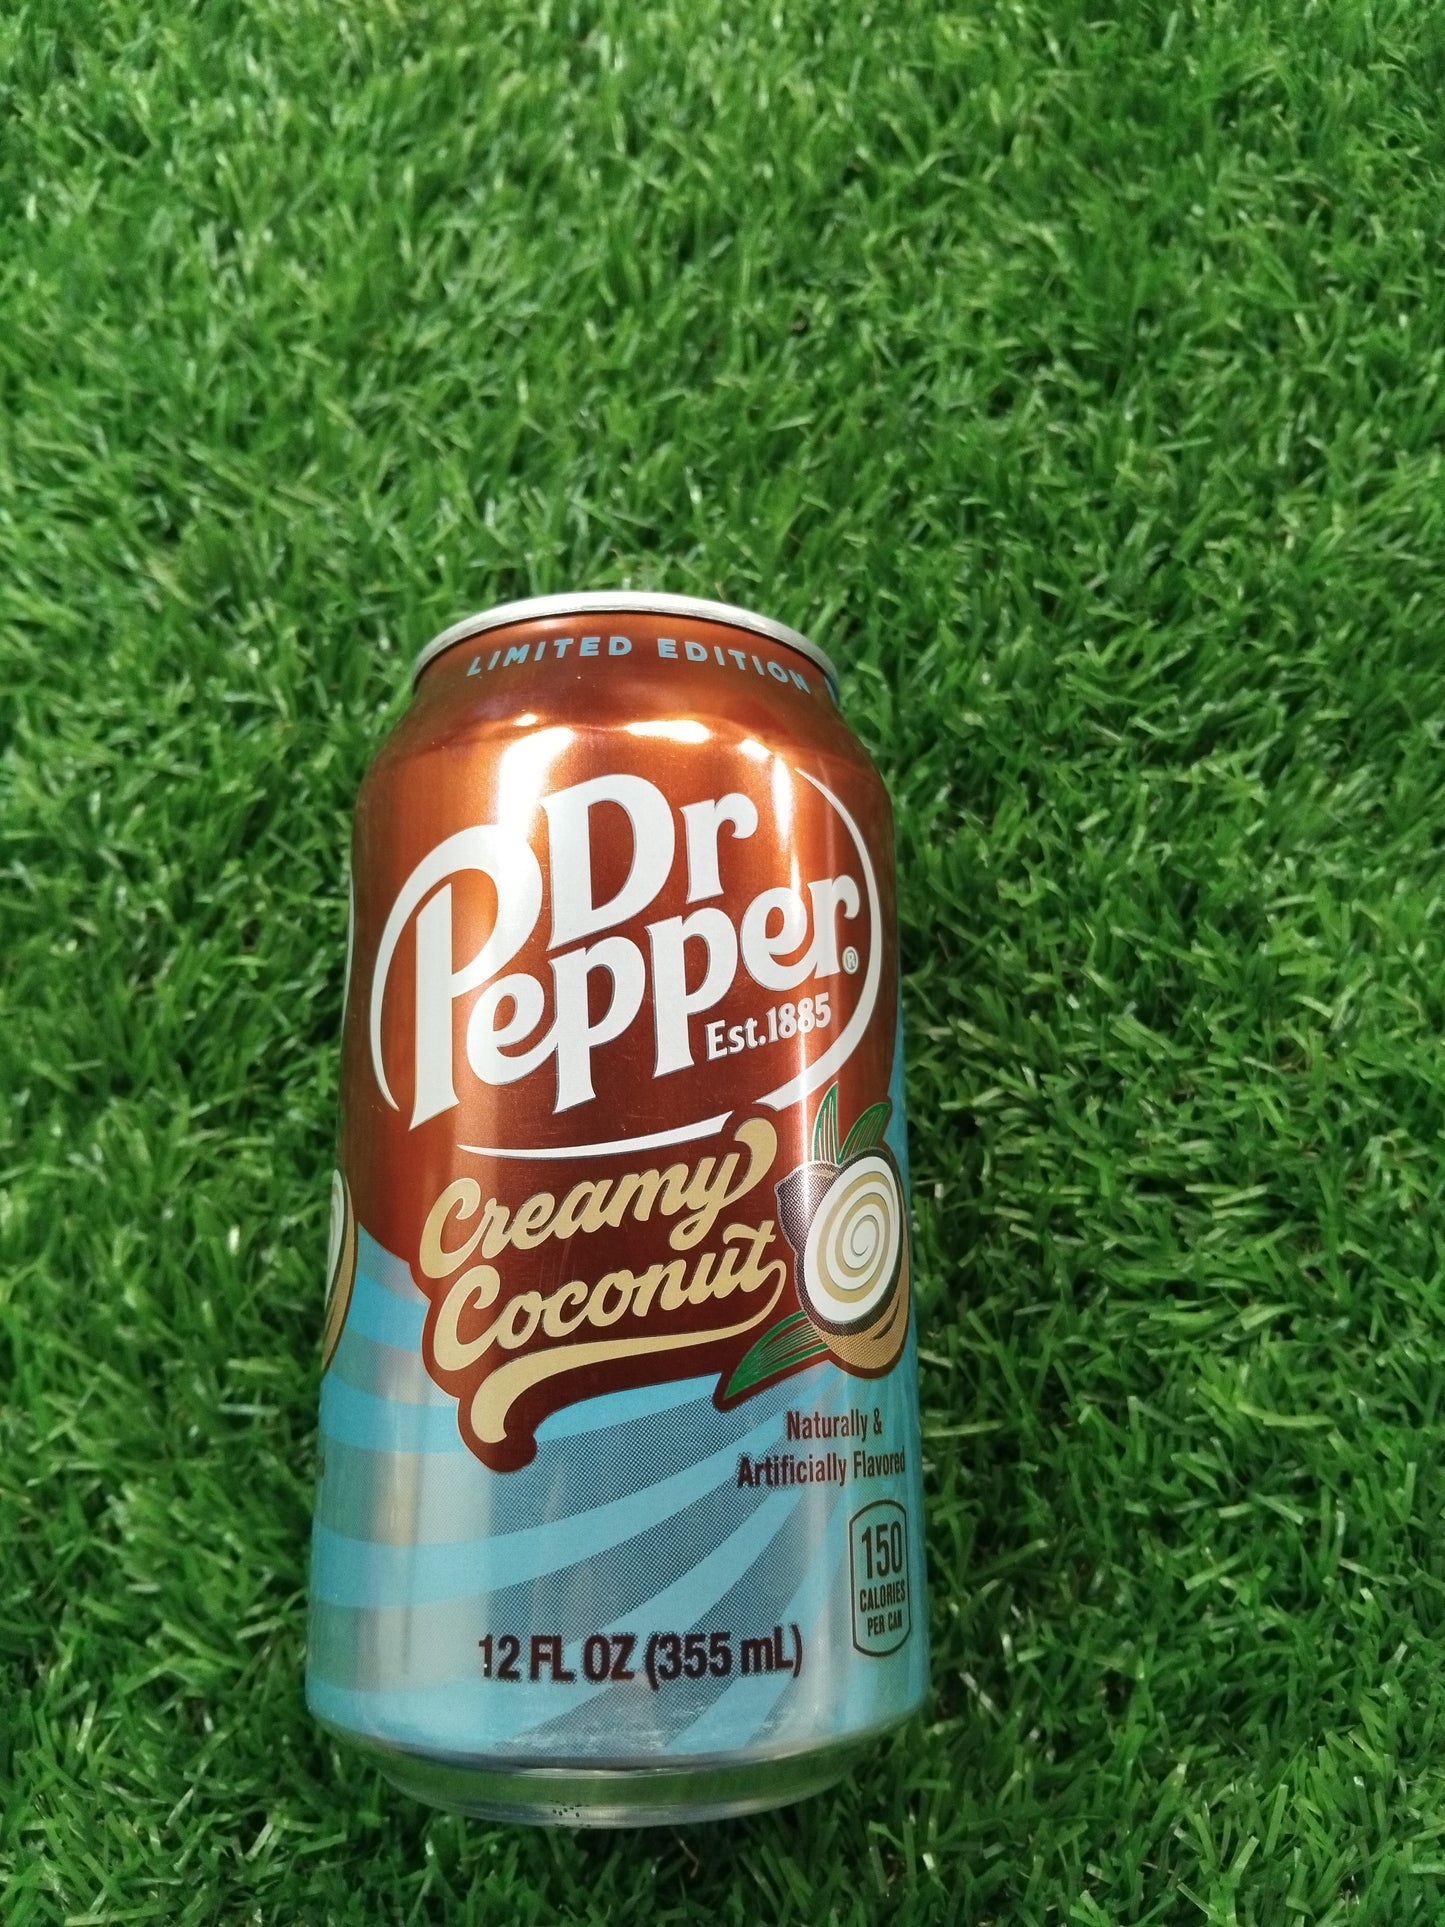 LIMITED EDITION
Dr
Pepper®
Est.1885
Creamy
Coconut
Naturally &
Artificially Flavored
150
CALORIES
PER CAN
12 FL OZ (355 mL)